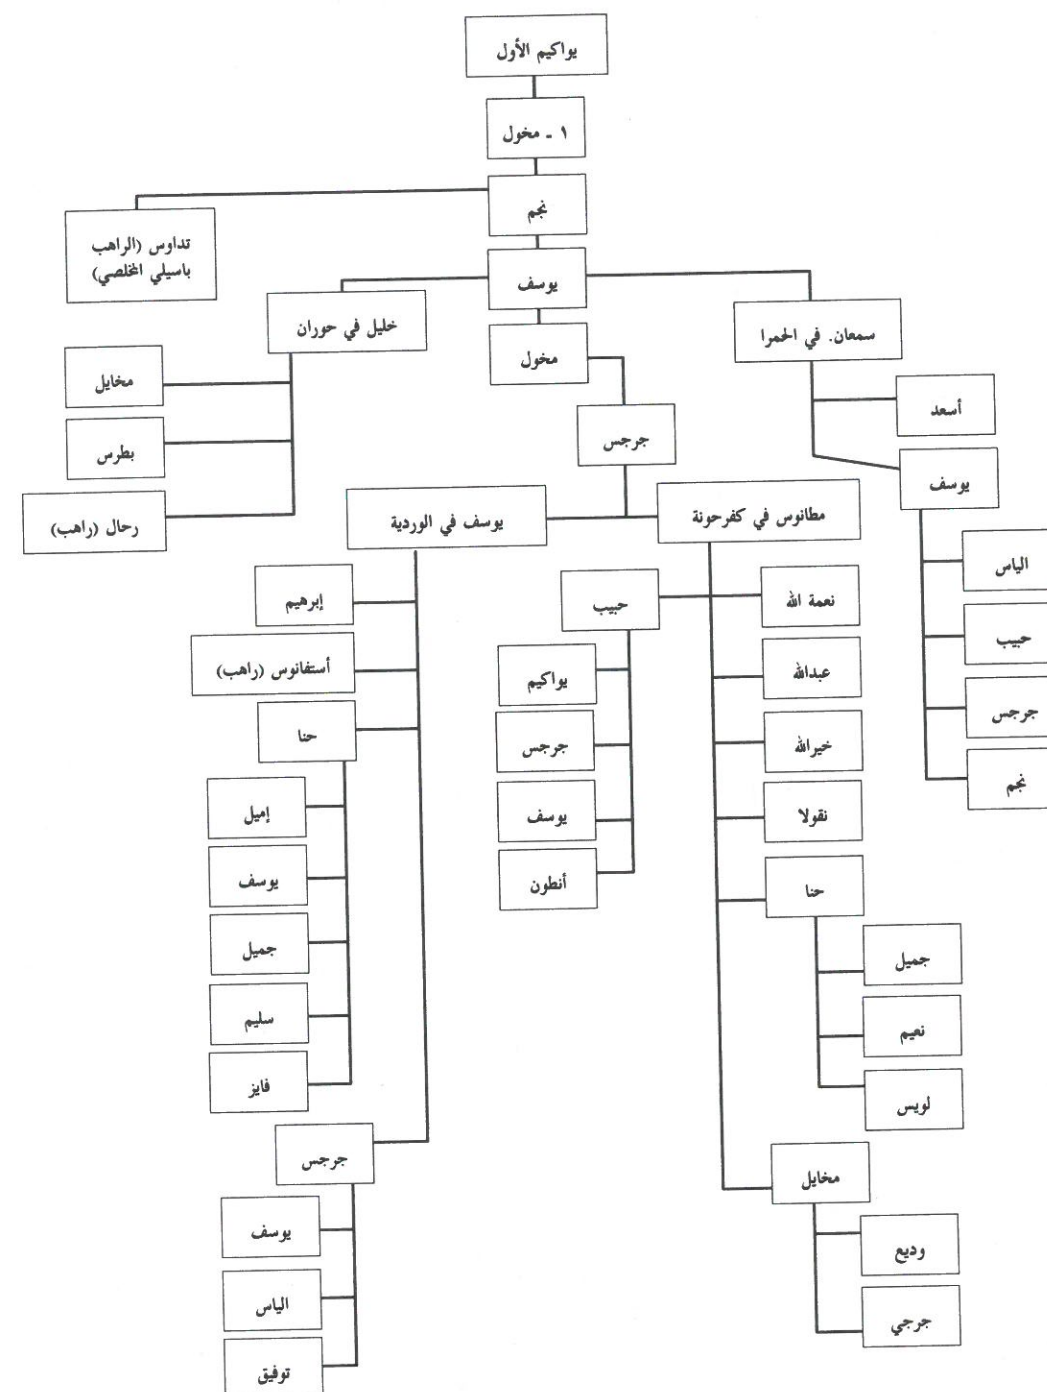 يواكيم الأول
١ ـ مخول
نجم
تداوس (الراهب
باسيلي المخلصي)
يوسف
خليل في حوران
سمعان. في الحمرا
مخول
مخايل
أسعد
جرجس
بطرس
يوسف
رحال (راهب)
يوسف في الوردية
مطانوس في كفرحونة
الياس
إبرهيم
حبيب
نعمة الله
حبيب
أستفانوس (راهب)
يواكيم
عبدالله
جرجس
حنا
جرجس
خيرالله
نجم
إميل
يوسف
نقولا
يوسف
أنطون
حنا
جميل
جميل
سليم
نعيم
فايز
لويس
جرجس
مخايل
يوسف
وديع
الياس
جرجي
توفيق